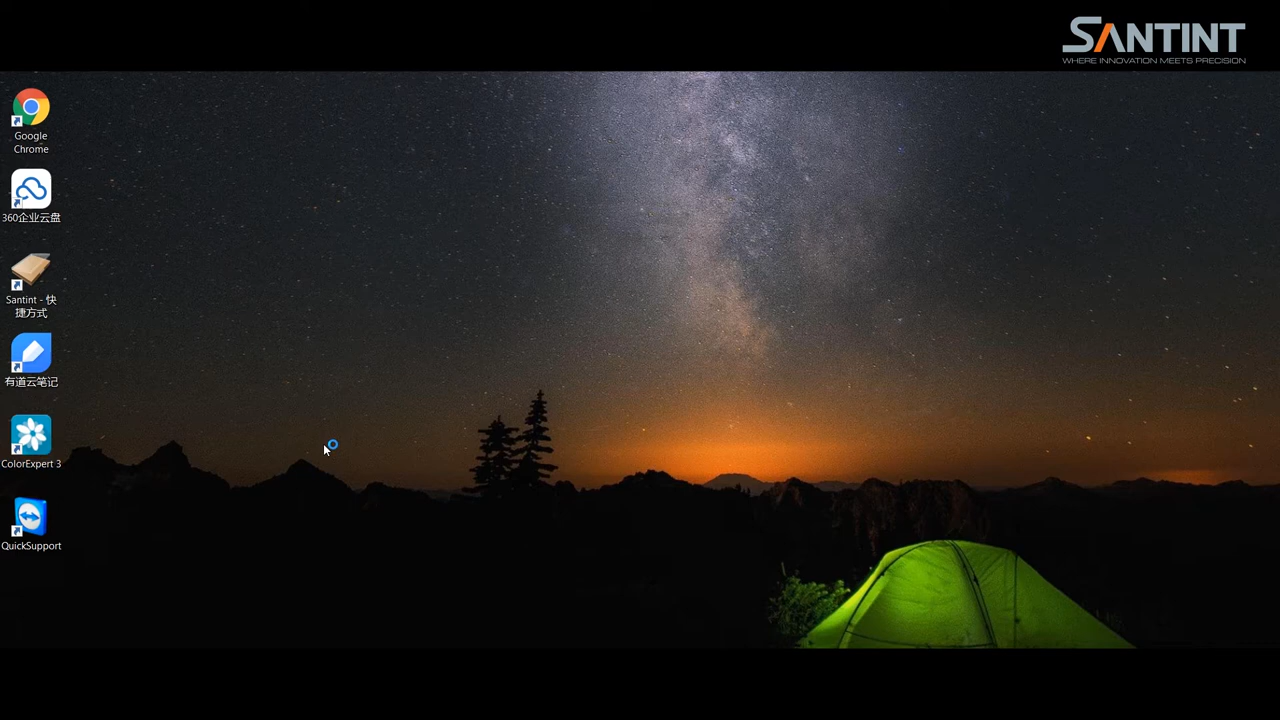 SANTINT
WHERE INNOVATION MEETS PRECISION
Google
Chrome
360企业云盘
Santint - 快
捷方式
有道云笔记
ColorExpert 3
QuickSupport